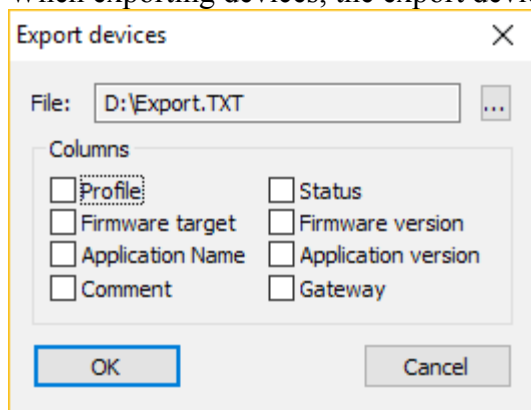 When exporting devices, the export devi
Export devices
File: D:\Export.TXT ...
Columns
Profile Status
Firmware target Firmware version
Application Name Application version
Comment Gateway
OK Cancel